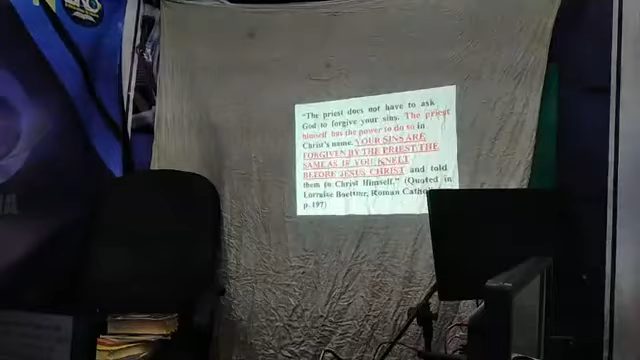 "The priest does not have to ask
God to forgive your sins. The priest
himself has the power to do so in
Christ's name. YOUR SINS ARE
FORGIVEN BY THE PRIEST THE
SAME AS IF YOU KNELT
BEFORE JESUS CHRIST and told
them to Christ Himself." (Quoted in
Lorraine Boettner, Roman Catho
p. 197)